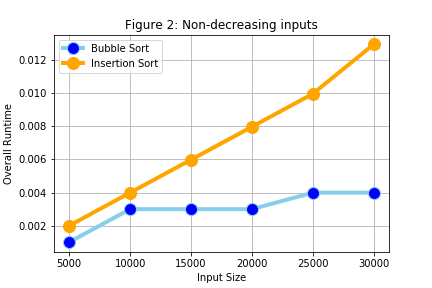 Figure 2: Non-decreasing inputs
Bubble Sort
Insertion Sort
Overall Runtime
0.012
0.010
0.008
0.006
0.004
0.002
5000 10000 15000 20000 25000 30000
Input Size